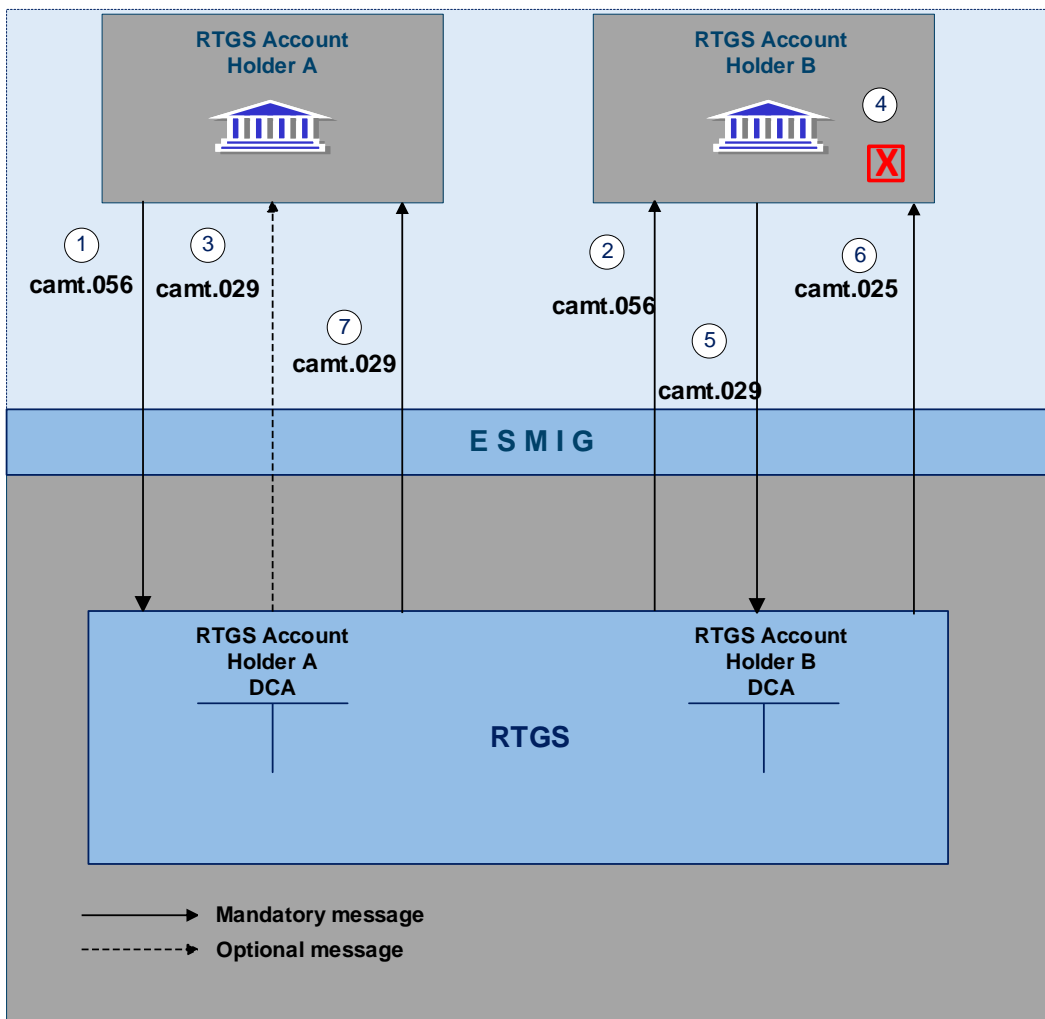 RTGS Account
Holder A
RTGS Account
Holder B
4
X
1
camt.056
3
camt.029
7
camt.029
2
camt.056
5
camt.029
6
camt.025
ESMIG
RTGS Account
Holder A
DCA
RTGS Account
Holder B
DCA
RTGS
Mandatory message
Optional message